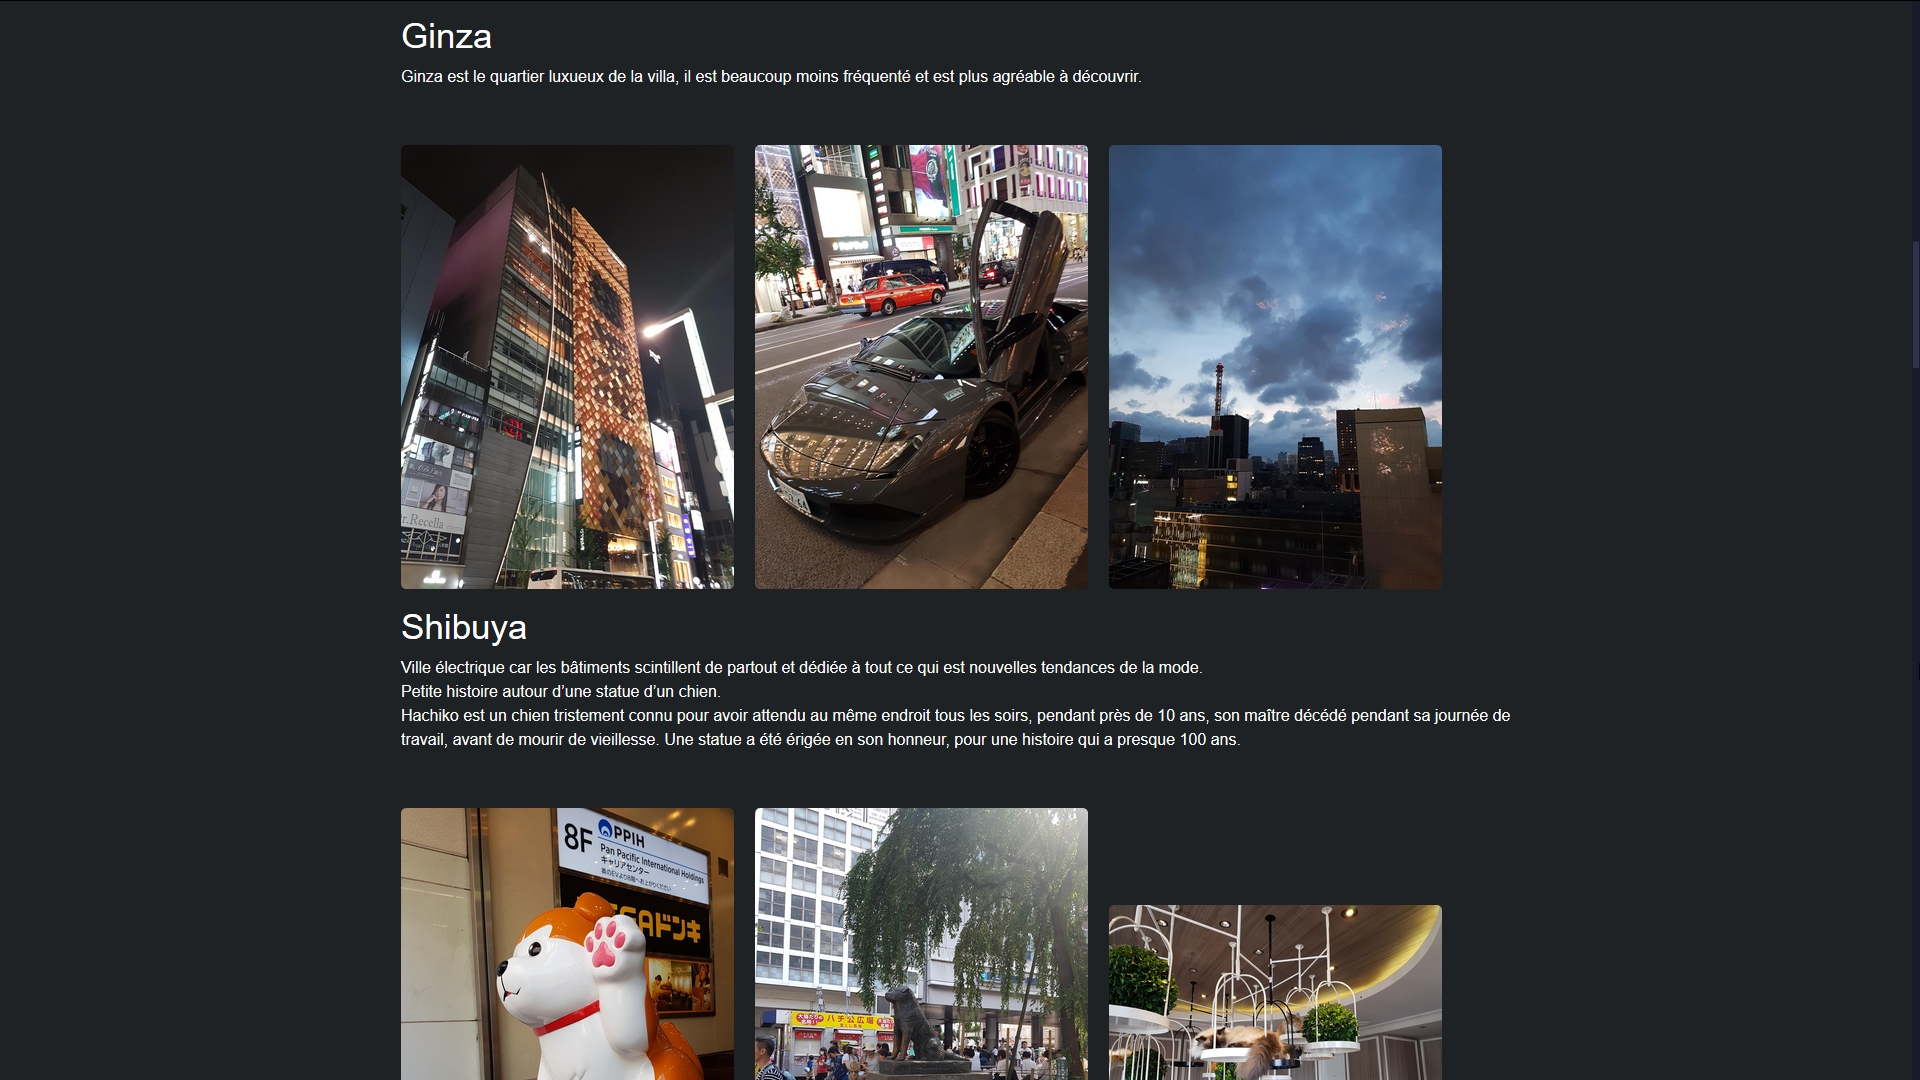 Ginza
Ginza est le quartier luxueux de la villa, il est beaucoup moins fréquenté et est plus agréable à découvrir.
Dr.Recella
Shibuya
Ville électrique car les bâtiments scintillent de partout et dédiée à tout ce qui est nouvelles tendances de la mode.
Petite histoire autour d’une statue d’un chien.
Hachiko est un chien tristement connu pour avoir attendu au même endroit tous les soirs, pendant près de 10 ans, son maître décédé pendant sa journée de
travail, avant de mourir de vieillesse. Une statue a été érigée en son honneur, pour une histoire qui a presque 100 ans.
8F PPIH
Pan Pacific International Holdings
キャリアセンター
ドンキ
ハチ公広場